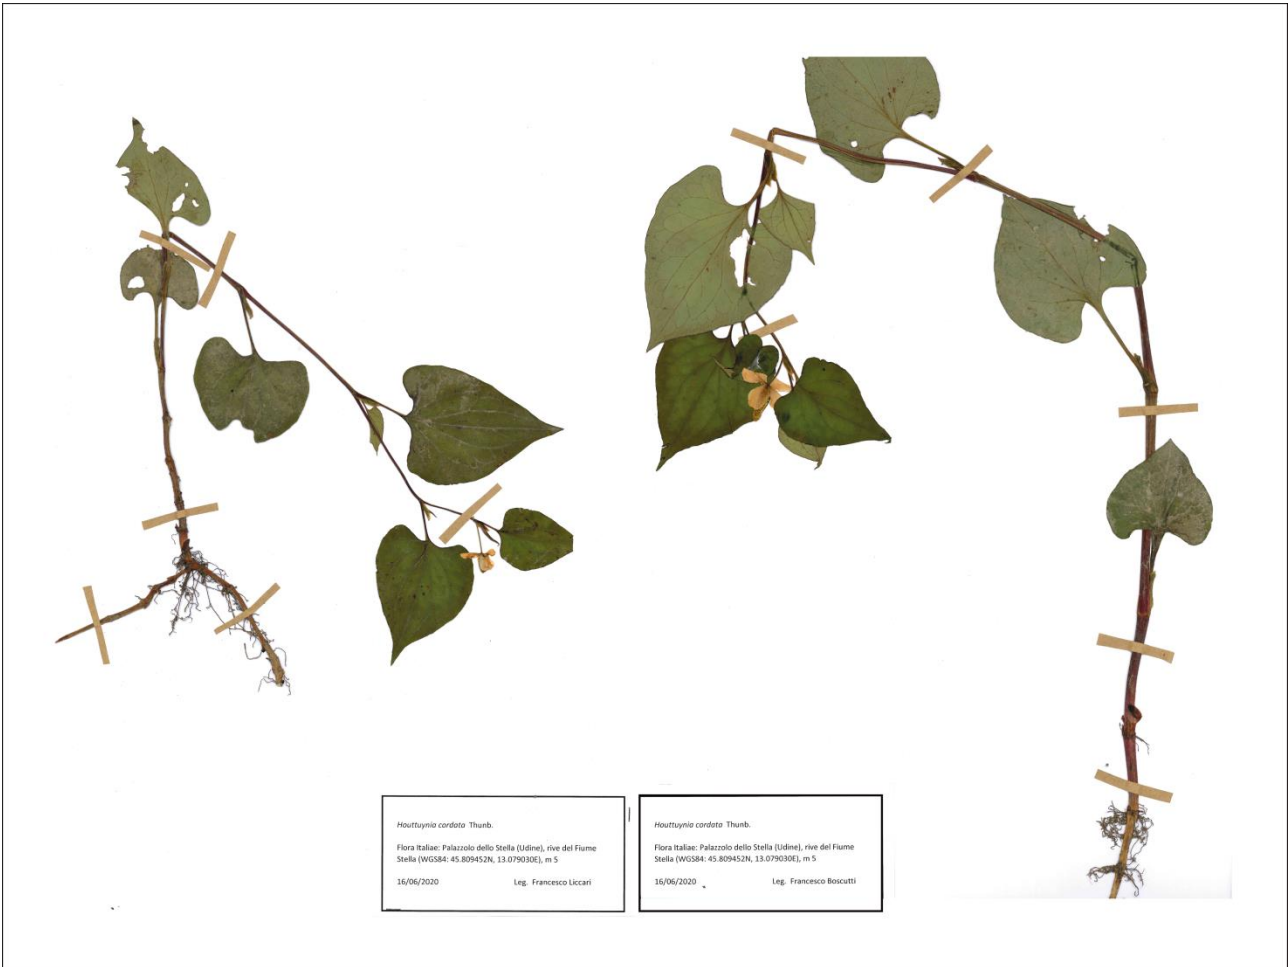 Houttuynia cordata Thunb.
Flora Italiae: Palazzolo dello Stella (Udine), rive del Fiume
Stella (WGS84: 45.809452N, 13.079030E), m 5
16/06/2020 Leg. Francesco Liccari
Houttuynia cordata Thunb.
Flora Italiae: Palazzolo dello Stella (Udine), rive del Fiume
Stella (WGS84: 45.809452N, 13.079030E), m 5
16/06/2020 Leg. Francesco Boscutti